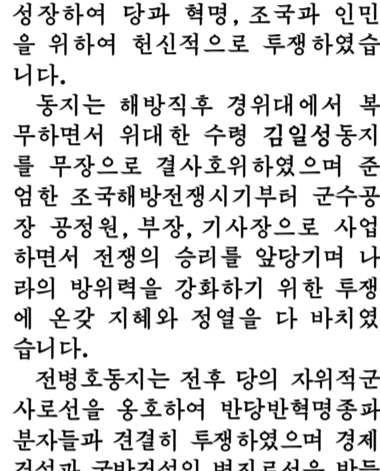 성장하여 당과 혁명, 조국과 인민
을 위하여 헌신적으로 투쟁하였습
니다.
동지는 해방직후 경위대에서 복
무하면서 위대한 수령 김일성동지
를 무장으로 결사호위하였으며 준
엄한 조국해방전쟁시기부터 군수공
장 공정원, 부장, 기사장으로 사업
하면서 전쟁의 승리를 앞당기며 나
라의 방위력을 강화하기 위한 투쟁
에 온갖 지혜와 정열을 다 바치였
습니다.
전병호동지는 전후 당의 자위적군
사로선을 옹호하여 반당반혁명종파
분자들과 견결히 투쟁하였으며 경제